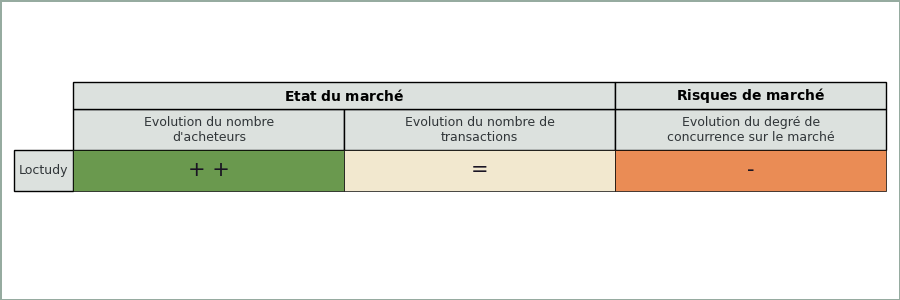 Etat du marché
Risques de marché
Evolution du nombre
d'acheteurs
Evolution du nombre de
transactions
Evolution du degré de
concurrence sur le marché
Loctudy
+ +
=
-